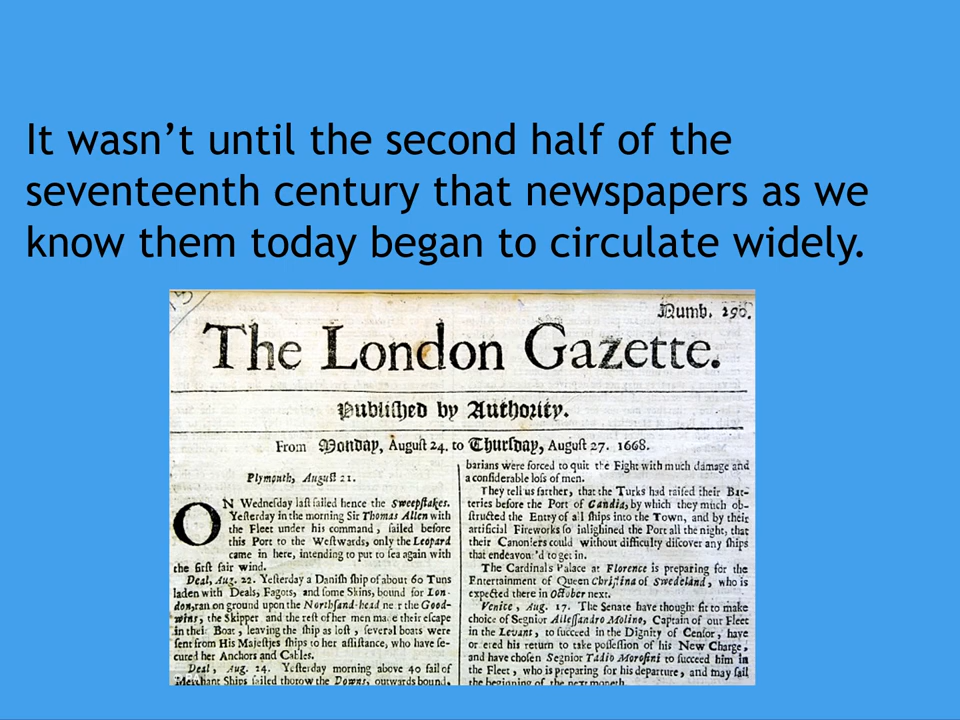 It wasn’t until the second half of the
seventeenth century that newspapers as we
know them today began to circulate widely.
Numb. 190.
The London Gazette.
Publiſhed by Authority.
From Monday, Auguſt 24. to Thurſday, Auguſt 27. 1668.
Plymouth, Auguſt 21.
ON Wedneſday laſt ſailed hence the Sweepſtakes.
Yeſterday in the morning Sir Thomas Allen with
the Fleet under his command, ſailed before
this Port to the Weſtwards, only the Leopard
came in here, intending to put to ſea again with
the firſt fair wind.
Deal, Aug. 22. Yeſterday a Daniſh ſhip of about 60 Tuns
laden with Deals, Fagots, and ſome Skins, bound for Lon-
don, ran on ground upon the Northſand-head near the Good-
wins, the Skipper and the reſt of her men made their eſcape
in their Boat, leaving the ſhip as loſt, ſeveral boats were
ſent from His Majeſties ſhips to her aſſiſtance, who have ſe-
cured her Anchors and Cables.
Deal, Aug. 24. Yeſterday morning above 40 ſail of
Merchant Ships ſailed thorow the Downs, outwards bound,
barians were forced to quit the Fight with much damage and
a conſiderable loſs of men.
They tell us farther, that the Turks had raiſed their Bat-
teries before the Port of Candia, by which they much ob-
ſtructed the Entry of all ſhips into the Town, and by their
artificial Fireworks ſo inlighned the Port all the night, that
their Canoniers could without difficulty diſcover any ſhips
that endeavon'd to get in.
The Cardinals Palace at Florence is preparing for the
Entertainment of Queen Chriſtina of Swedeland, who is
expected there in October next.
Venice, Aug. 17. The Senate have thought fit to make
choice of Segnior Alleſſandro Molino, Captain of our Fleet
in the Levant, to ſucceed in the Dignity of Cenſor, have
ordered his return to take poſſeſſion of his New Charge,
and have choſen Segnior Tadio Moroſini to ſucceed him in
the Fleet, who is preparing for his departure, and may ſail
the beginning of the next moneth.